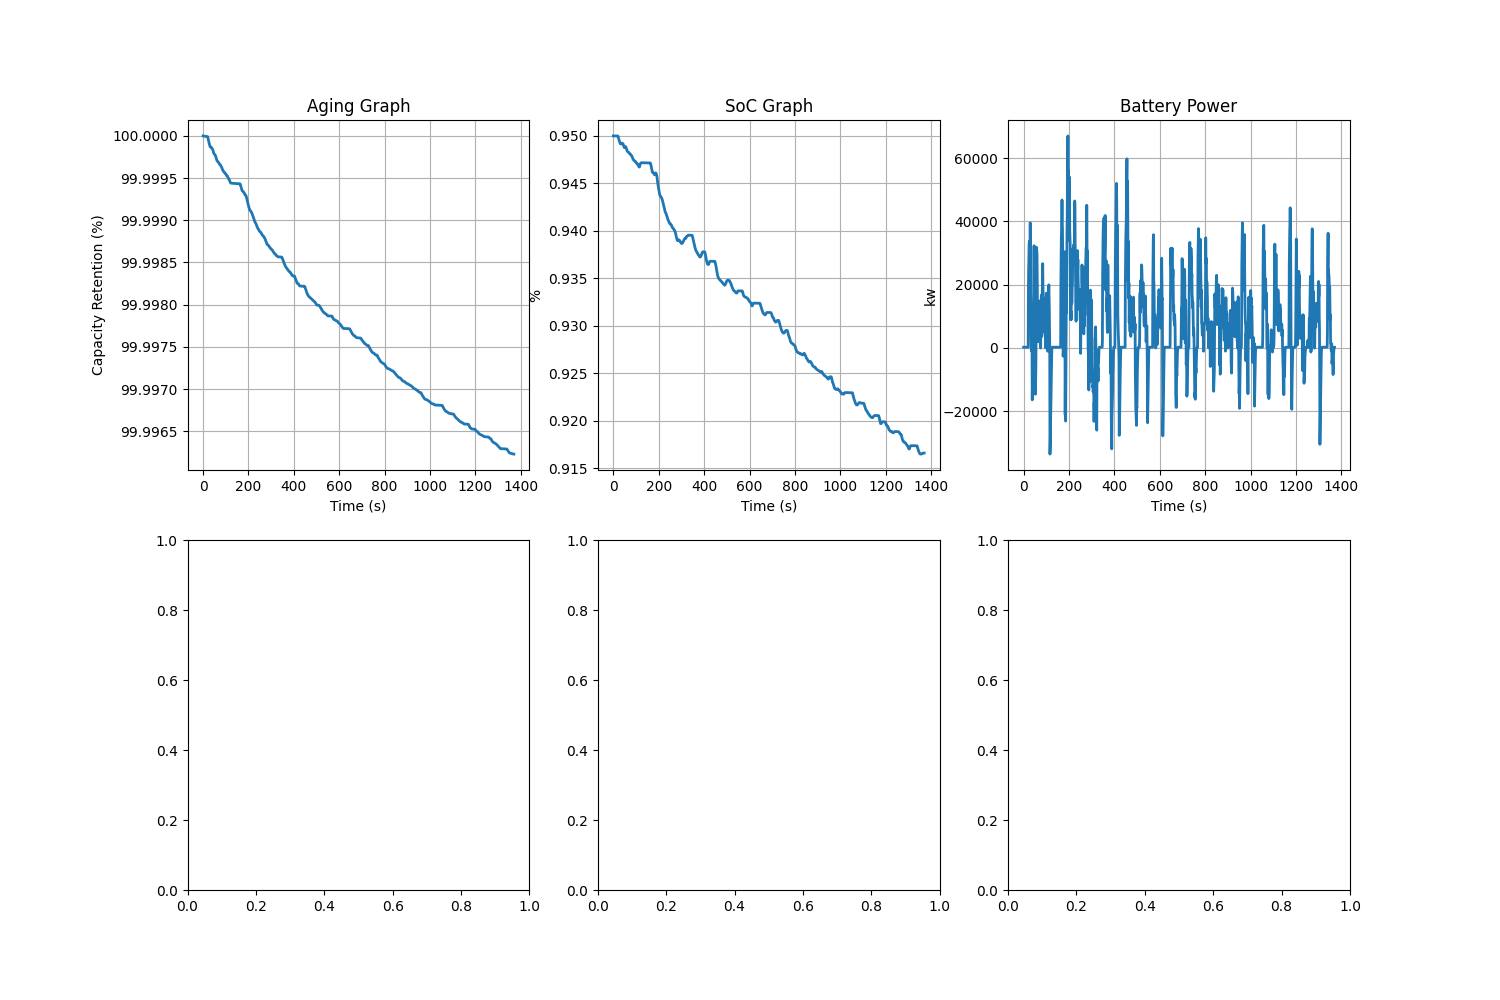 Aging Graph
SoC Graph
Battery Power
Capacity Retention (%)
100.0000
99.9995
99.9990
99.9985
99.9980
99.9975
99.9970
99.9965
0 200 400 600 800 1000 1200 1400
Time (s)
%
0.950
0.945
0.940
0.935
0.930
0.925
0.920
0.915
0 200 400 600 800 1000 1200 1400
Time (s)
kw
60000
40000
20000
0
−20000
0 200 400 600 800 1000 1200 1400
Time (s)
1.0
0.8
0.6
0.4
0.2
0.0
0.0 0.2 0.4 0.6 0.8 1.0
1.0
0.8
0.6
0.4
0.2
0.0
0.0 0.2 0.4 0.6 0.8 1.0
1.0
0.8
0.6
0.4
0.2
0.0
0.0 0.2 0.4 0.6 0.8 1.0